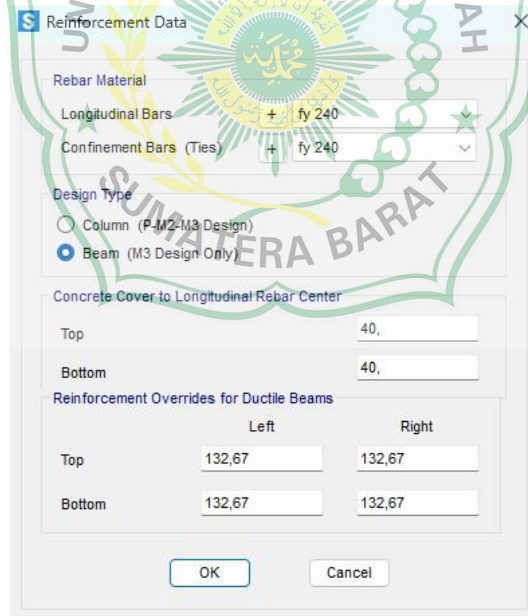 Reinforcement Data
Rebar Material
Longitudinal Bars + fy 240
Confinement Bars (Ties) + fy 240
Design Type
Column (P-M2-M3 Design)
Beam (M3 Design Only)
SUMATERA BARAT
Concrete Cover to Longitudinal Rebar Center
Top 40,
Bottom 40,
Reinforcement Overrides for Ductile Beams
Left Right
Top 132,67 132,67
Bottom 132,67 132,67
OK Cancel